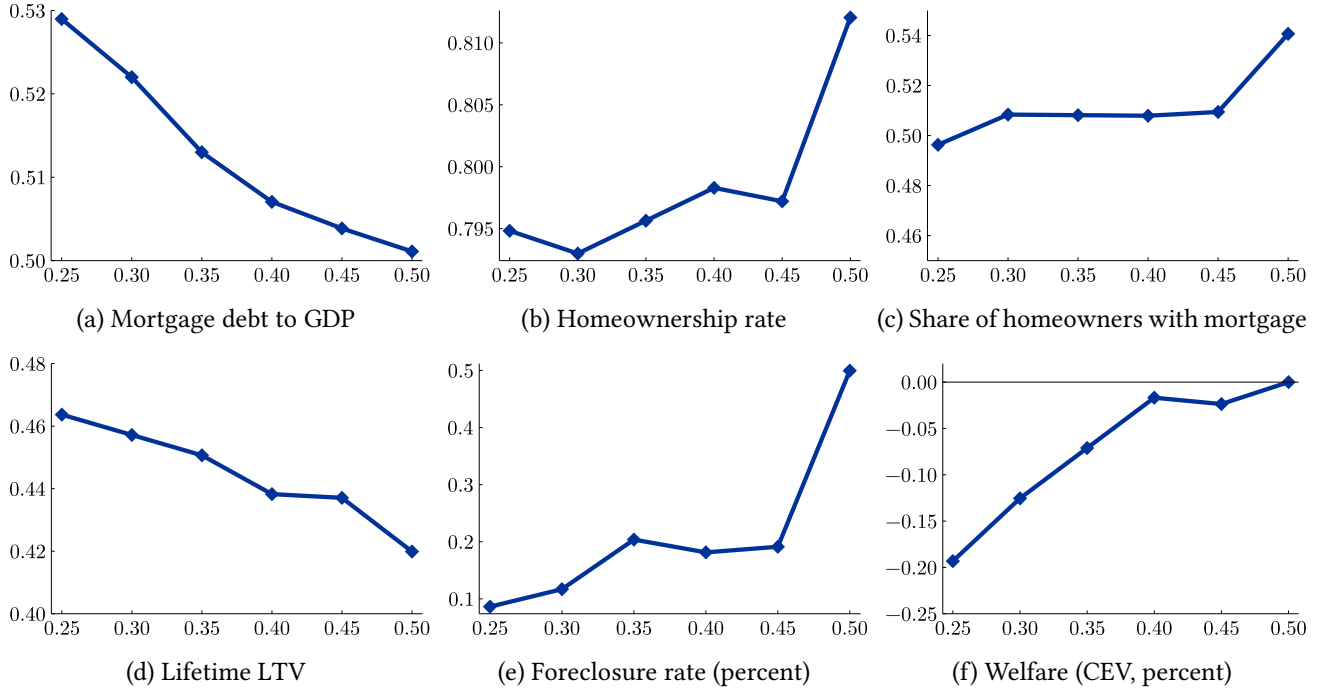 0.53
0.52
0.51
0.50
0.25 0.30 0.35 0.40 0.45 0.50
(a) Mortgage debt to GDP
0.810
0.805
0.800
0.795
0.25 0.30 0.35 0.40 0.45 0.50
(b) Homeownership rate
0.54
0.52
0.50
0.48
0.46
0.25 0.30 0.35 0.40 0.45 0.50
(c) Share of homeowners with mortgage
0.48
0.46
0.44
0.42
0.40
0.25 0.30 0.35 0.40 0.45 0.50
(d) Lifetime LTV
0.5
0.4
0.3
0.2
0.1
0.25 0.30 0.35 0.40 0.45 0.50
(e) Foreclosure rate (percent)
0.00
−0.05
−0.10
−0.15
−0.20
−0.25
0.25 0.30 0.35 0.40 0.45 0.50
(f) Welfare (CEV, percent)